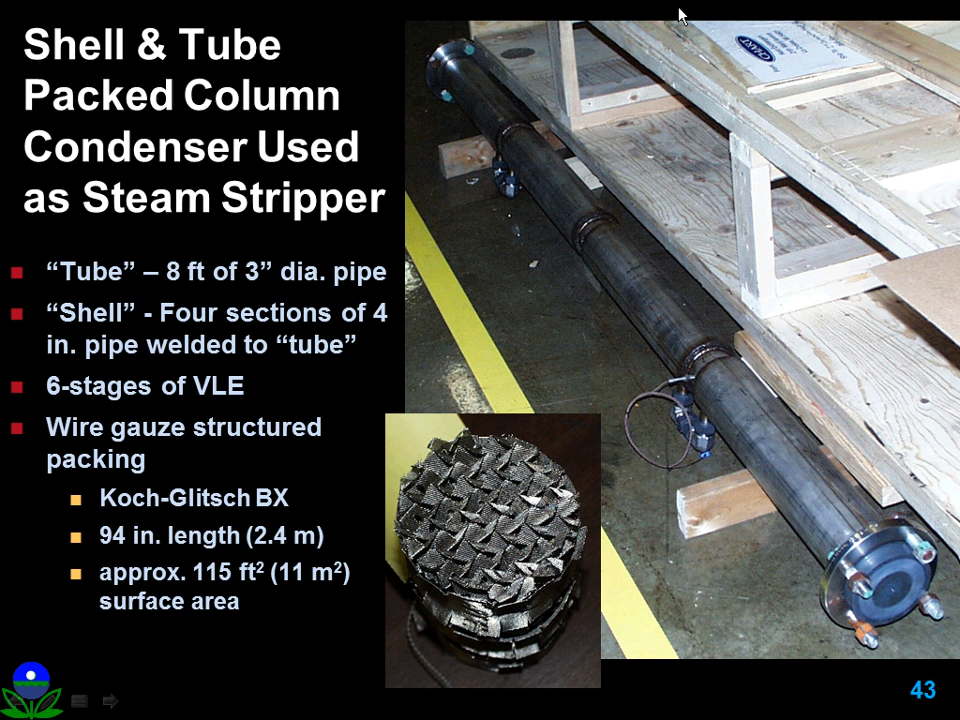 Shell & Tube
Packed Column
Condenser Used
as Steam Stripper
“Tube” – 8 ft of 3” dia. pipe
“Shell” - Four sections of 4
in. pipe welded to “tube”
6-stages of VLE
Wire gauze structured
packing
Koch-Glitsch BX
94 in. length (2.4 m)
approx. 115 ft² (11 m²)
surface area
CHART
43